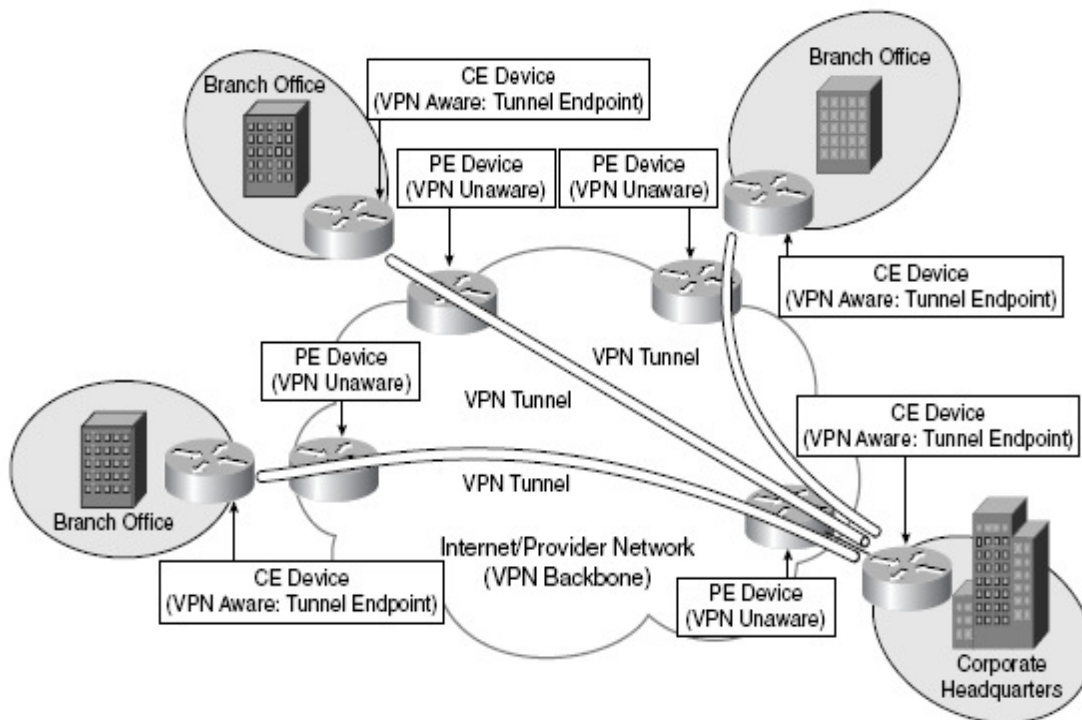 Branch Office
CE Device
(VPN Aware: Tunnel Endpoint)
Branch Office
PE Device
(VPN Unaware)
PE Device
(VPN Unaware)
CE Device
(VPN Aware: Tunnel Endpoint)
PE Device
(VPN Unaware)
VPN Tunnel
VPN Tunnel
CE Device
(VPN Aware: Tunnel Endpoint)
VPN Tunnel
Branch Office
Internet/Provider Network
(VPN Backbone)
CE Device
(VPN Aware: Tunnel Endpoint)
PE Device
(VPN Unaware)
Corporate
Headquarters